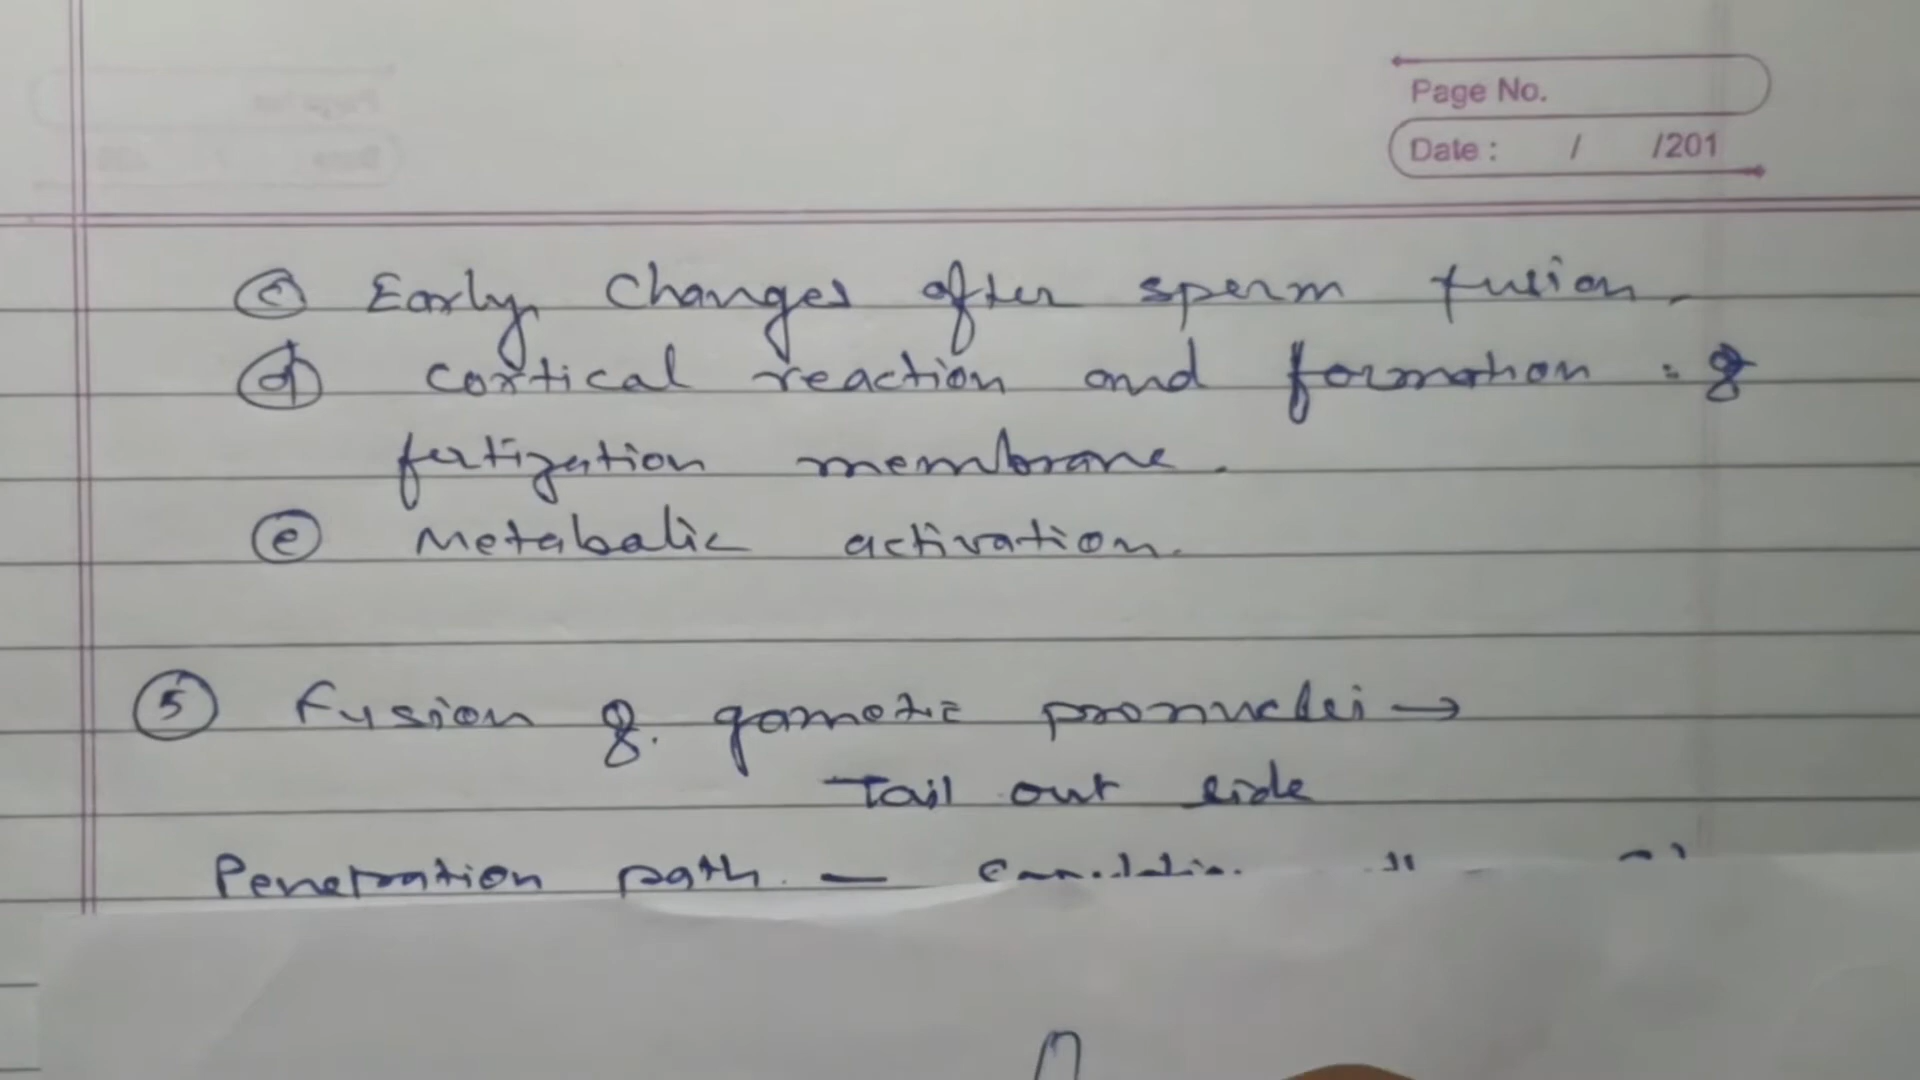 Page No.
Date : / /201
(c) Early changes after sperm fusion.
(d) cortical reaction and formation of
fertization membrane.
(e) Metabolic activation.
(5) Fusion of gametic pronuclei →
Tail out side
Penetration path. —